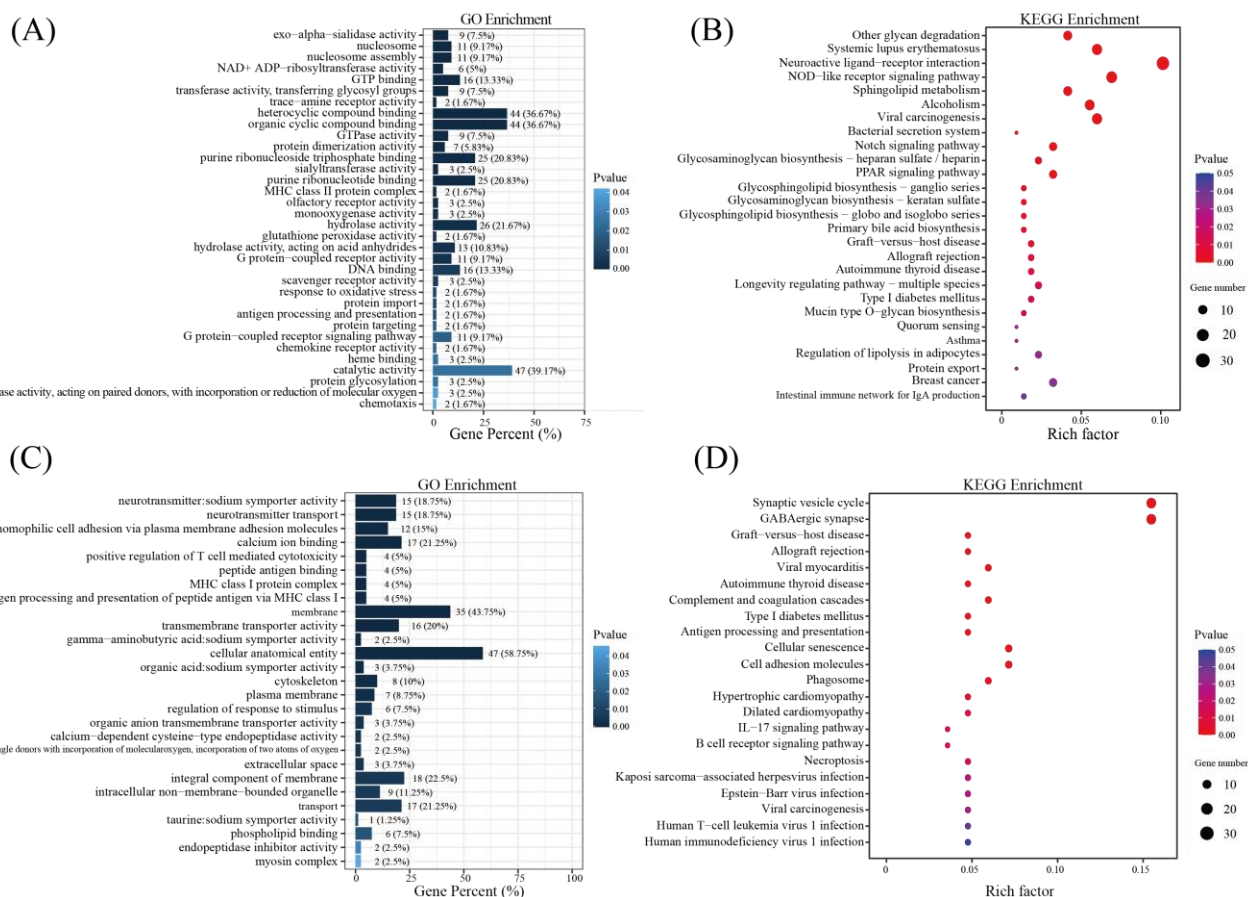 (A)
GO Enrichment
exo-alpha-sialidase activity 9 (7.5%)
nucleosome 11 (9.17%)
nucleosome assembly 11 (9.17%)
NAD+ ADP-ribosyltransferase activity 6 (5%)
GTP binding 16 (13.33%)
transferase activity, transferring glycosyl groups 9 (7.5%)
trace-amine receptor activity 2 (1.67%)
heterocyclic compound binding 44 (36.67%)
organic cyclic compound binding 44 (36.67%)
GTPase activity 9 (7.5%)
protein dimerization activity 7 (5.83%)
purine ribonucleoside triphosphate binding 25 (20.83%)
sialyltransferase activity 3 (2.5%)
purine ribonucleotide binding 25 (20.83%)
MHC class II protein complex 2 (1.67%)
olfactory receptor activity 3 (2.5%)
monooxygenase activity 3 (2.5%)
hydrolase activity 26 (21.67%)
glutathione peroxidase activity 2 (1.67%)
hydrolase activity, acting on acid anhydrides 13 (10.83%)
G protein-coupled receptor activity 11 (9.17%)
DNA binding 16 (13.33%)
scavenger receptor activity 3 (2.5%)
response to oxidative stress 2 (1.67%)
protein import 2 (1.67%)
antigen processing and presentation 2 (1.67%)
protein targeting 2 (1.67%)
G protein-coupled receptor signaling pathway 11 (9.17%)
chemokine receptor activity 2 (1.67%)
heme binding 3 (2.5%)
catalytic activity 47 (39.17%)
protein glycosylation 3 (2.5%)
ase activity, acting on paired donors, with incorporation or reduction of molecular oxygen 3 (2.5%)
chemotaxis 2 (1.67%)
0 25 50 75
Gene Percent (%)
Pvalue
0.04
0.03
0.02
0.01
0.00
(B)
KEGG Enrichment
Other glycan degradation
Systemic lupus erythematosus
Neuroactive ligand-receptor interaction
NOD-like receptor signaling pathway
Sphingolipid metabolism
Alcoholism
Viral carcinogenesis
Bacterial secretion system
Notch signaling pathway
Glycosaminoglycan biosynthesis - heparan sulfate / heparin
PPAR signaling pathway
Glycosphingolipid biosynthesis - ganglio series
Glycosaminoglycan biosynthesis - keratan sulfate
Glycosphingolipid biosynthesis - globo and isoglobo series
Primary bile acid biosynthesis
Graft-versus-host disease
Allograft rejection
Autoimmune thyroid disease
Longevity regulating pathway - multiple species
Type I diabetes mellitus
Mucin type O-glycan biosynthesis
Quorum sensing
Asthma
Regulation of lipolysis in adipocytes
Protein export
Breast cancer
Intestinal immune network for IgA production
0 0.05 0.10
Rich factor
Pvalue
0.05
0.04
0.03
0.02
0.01
0.00
Gene number
10
20
30
(C)
GO Enrichment
neurotransmitter:sodium symporter activity 15 (18.75%)
neurotransmitter transport 15 (18.75%)
homophilic cell adhesion via plasma membrane adhesion molecules 12 (15%)
calcium ion binding 17 (21.25%)
positive regulation of T cell mediated cytotoxicity 4 (5%)
peptide antigen binding 4 (5%)
MHC class I protein complex 4 (5%)
gen processing and presentation of peptide antigen via MHC class I 4 (5%)
membrane 35 (43.75%)
transmembrane transporter activity 16 (20%)
gamma-aminobutyric acid:sodium symporter activity 2 (2.5%)
cellular anatomical entity 47 (58.75%)
organic acid:sodium symporter activity 3 (3.75%)
cytoskeleton 8 (10%)
plasma membrane 7 (8.75%)
regulation of response to stimulus 6 (7.5%)
organic anion transmembrane transporter activity 3 (3.75%)
calcium-dependent cysteine-type endopeptidase activity 2 (2.5%)
gle donors with incorporation of molecularoxygen, incorporation of two atoms of oxygen 2 (2.5%)
extracellular space 3 (3.75%)
integral component of membrane 18 (22.5%)
intracellular non-membrane-bounded organelle 9 (11.25%)
transport 17 (21.25%)
taurine:sodium symporter activity 1 (1.25%)
phospholipid binding 6 (7.5%)
endopeptidase inhibitor activity 2 (2.5%)
myosin complex 2 (2.5%)
0 25 50 75 100
Gene Percent (%)
Pvalue
0.04
0.03
0.02
0.01
0.00
(D)
KEGG Enrichment
Synaptic vesicle cycle
GABAergic synapse
Graft-versus-host disease
Allograft rejection
Viral myocarditis
Autoimmune thyroid disease
Complement and coagulation cascades
Type I diabetes mellitus
Antigen processing and presentation
Cellular senescence
Cell adhesion molecules
Phagosome
Hypertrophic cardiomyopathy
Dilated cardiomyopathy
IL-17 signaling pathway
B cell receptor signaling pathway
Necroptosis
Kaposi sarcoma-associated herpesvirus infection
Epstein-Barr virus infection
Viral carcinogenesis
Human T-cell leukemia virus 1 infection
Human immunodeficiency virus 1 infection
0.00 0.05 0.10 0.15
Rich factor
Pvalue
0.05
0.04
0.03
0.02
0.01
0.00
Gene number
10
20
30